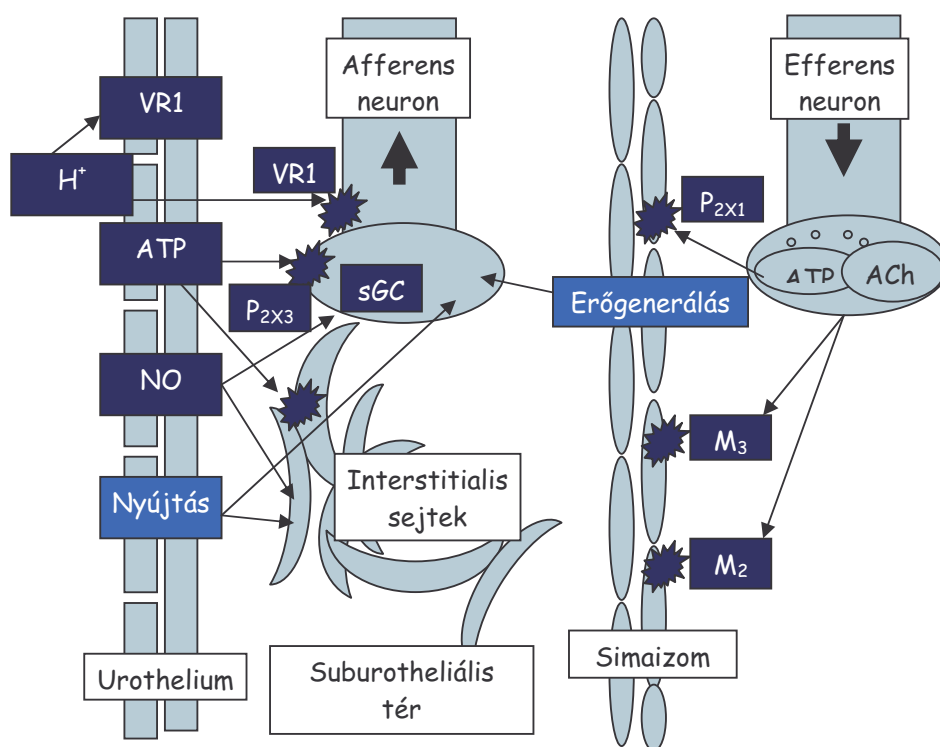 Afferens
neuron
Efferens
neuron
VR1
H⁺
VR1
P₂ₓ₁
ATP
sGC
P₂ₓ₃
ATP
ACh
Erőgenerálás
NO
M₃
Nyújtás
Interstitialis
sejtek
M₂
Urothelium
Suburotheliális
tér
Simaizom